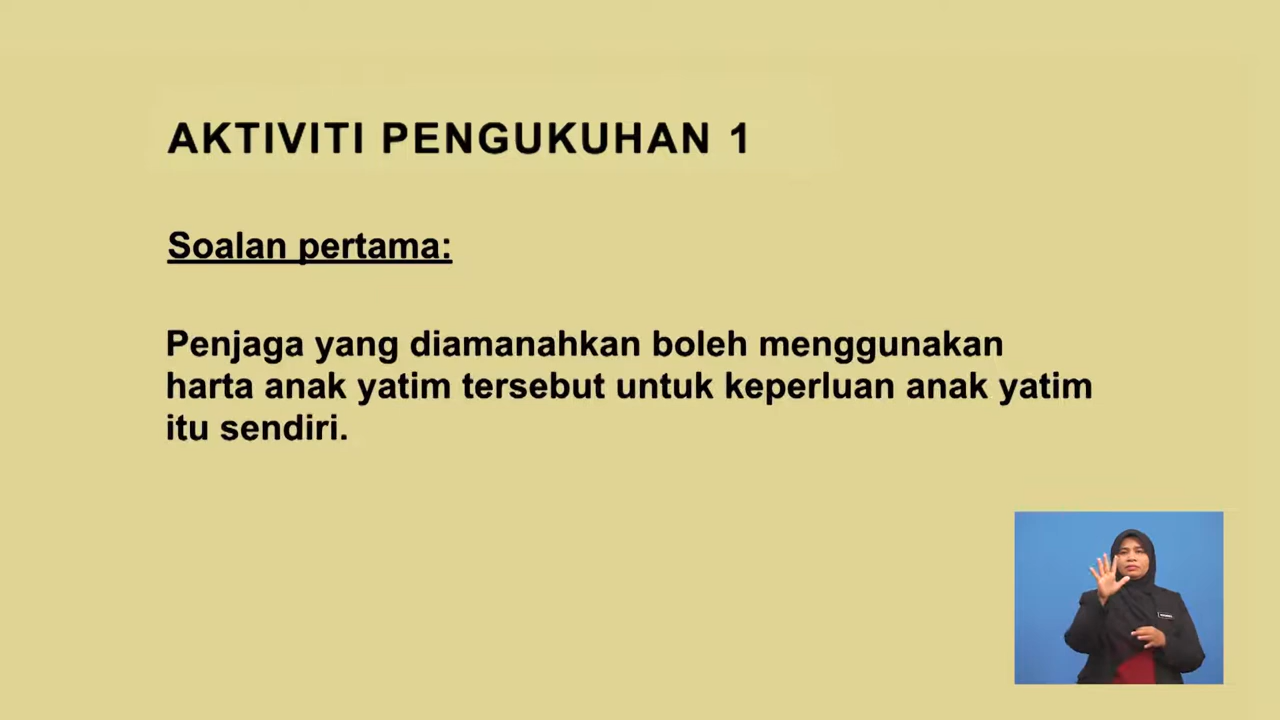 AKTIVITI PENGUKUHAN 1
Soalan pertama:
Penjaga yang diamanahkan boleh menggunakan
harta anak yatim tersebut untuk keperluan anak yatim
itu sendiri.